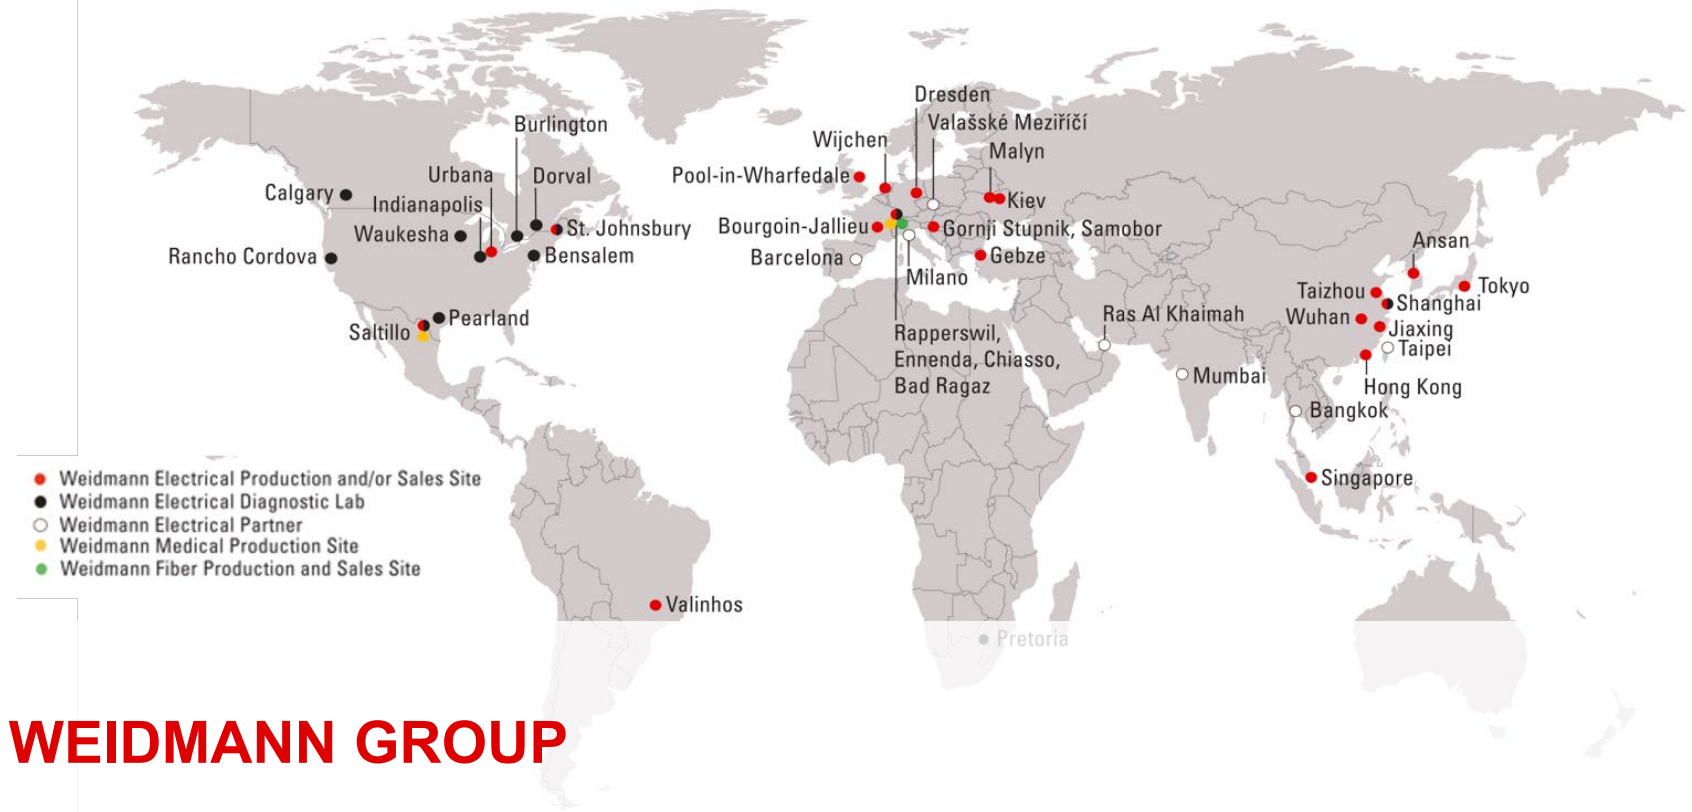 Dresden
Burlington
Valašské Meziříčí
Wijchen
Malyn
Urbana
Dorval
Pool-in-Wharfedale
Calgary
Indianapolis
Kiev
Waukesha
St. Johnsbury
Bourgoin-Jallieu
Gornji Stupnik, Samobor
Ansan
Rancho Cordova
Bensalem
Barcelona
Gebze
Milano
Taizhou
Tokyo
Shanghai
Saltillo
Pearland
Ras Al Khaimah
Wuhan
Jiaxing
Rapperswil,
Ennenda, Chiasso,
Bad Ragaz
Taipei
Mumbai
Hong Kong
Bangkok
Singapore
Weidmann Electrical Production and/or Sales Site
Weidmann Electrical Diagnostic Lab
Weidmann Electrical Partner
Weidmann Medical Production Site
Weidmann Fiber Production and Sales Site
Valinhos
Pretoria
WEIDMANN GROUP